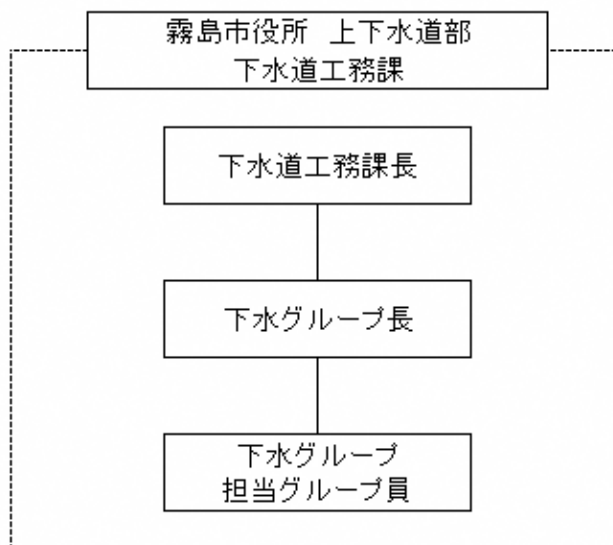 霧島市役所 上下水道部
下水道工務課
下水道工務課長
下水グループ長
下水グループ
担当グループ員